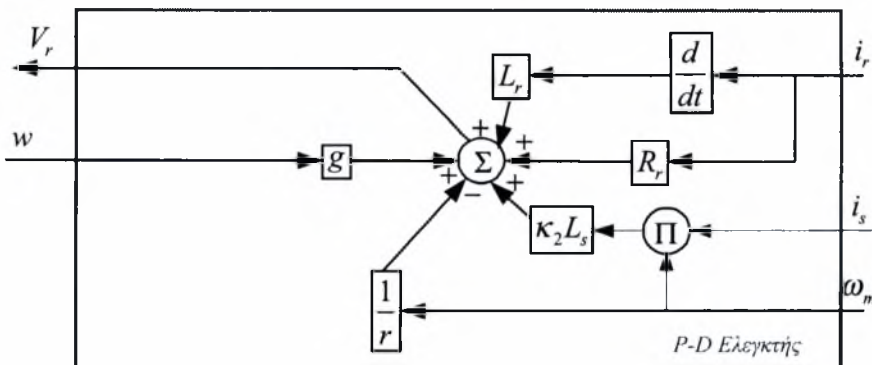 V_r
d
dt
L_r
i_r
w
g
+
+
Σ
+
+
−
+
R_r
κ_2 L_s
Π
i_s
1
r
ω_m
P-D Ελεγκτής